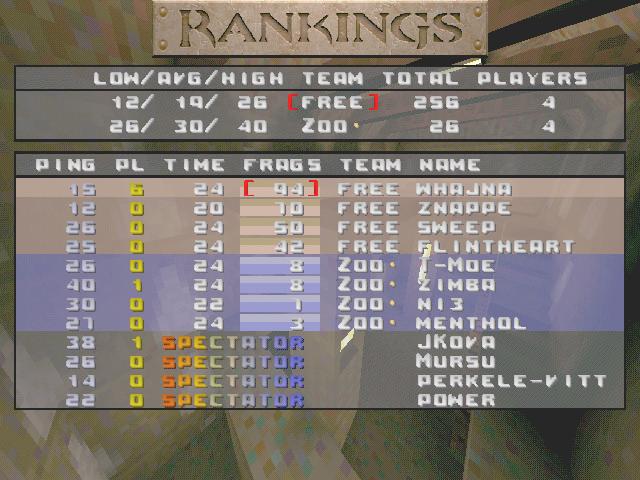 RANKINGS
LOW/AVG/HIGH TEAM TOTAL PLAYERS
12/ 19/ 26 [FREE] 256 4
26/ 30/ 40 ZOO· 26 4
PING PL TIME FRAGS TEAM NAME
15 6 24 [ 94] FREE WHAJNA
12 0 20 70 FREE ZNAPPE
26 0 24 50 FREE SWEEP
25 0 24 42 FREE FLINTHEART
26 0 24 8 ZOO· T-MOE
40 1 24 8 ZOO· ZIMBA
30 0 22 1 ZOO· NI3
27 0 24 3 ZOO· MENTHOL
38 1 SPECTATOR JKOVA
26 0 SPECTATOR MURSU
14 0 SPECTATOR PERKELE-VITT
22 0 SPECTATOR POWER